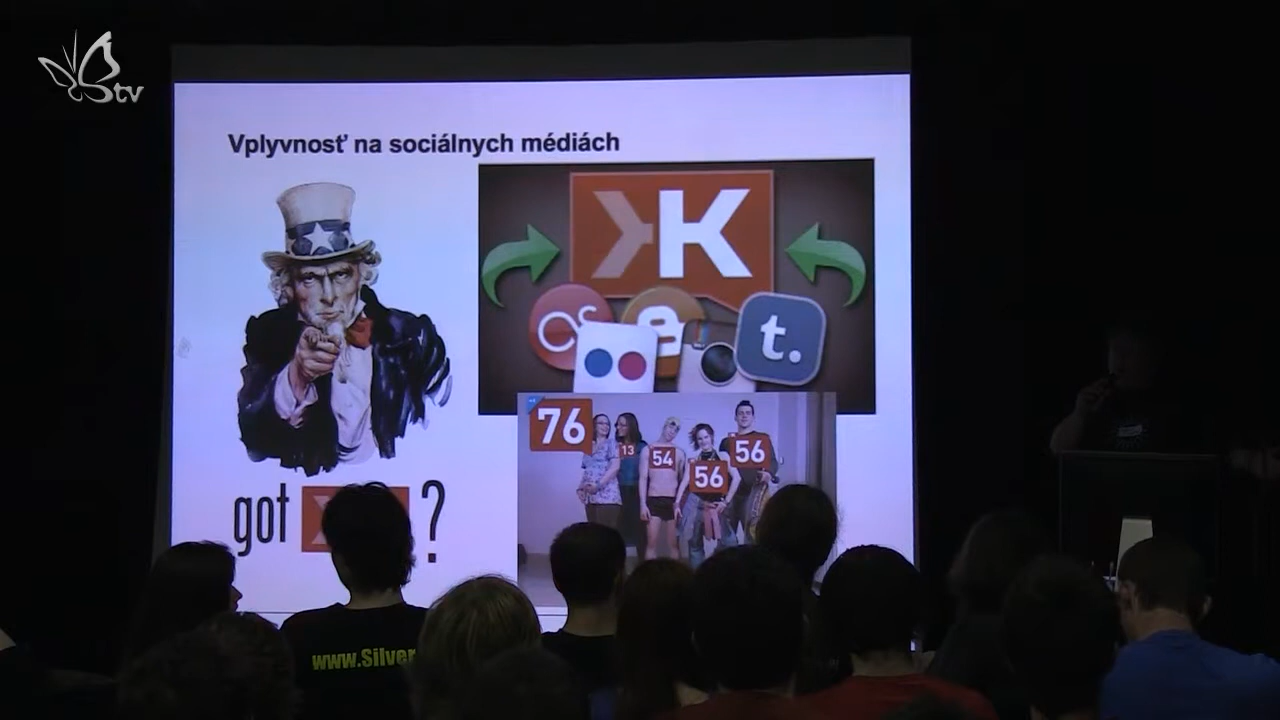 tv
Vplyvnosť na sociálnych médiách
K
t.
76
13
54
56
56
got
?
www.Silver